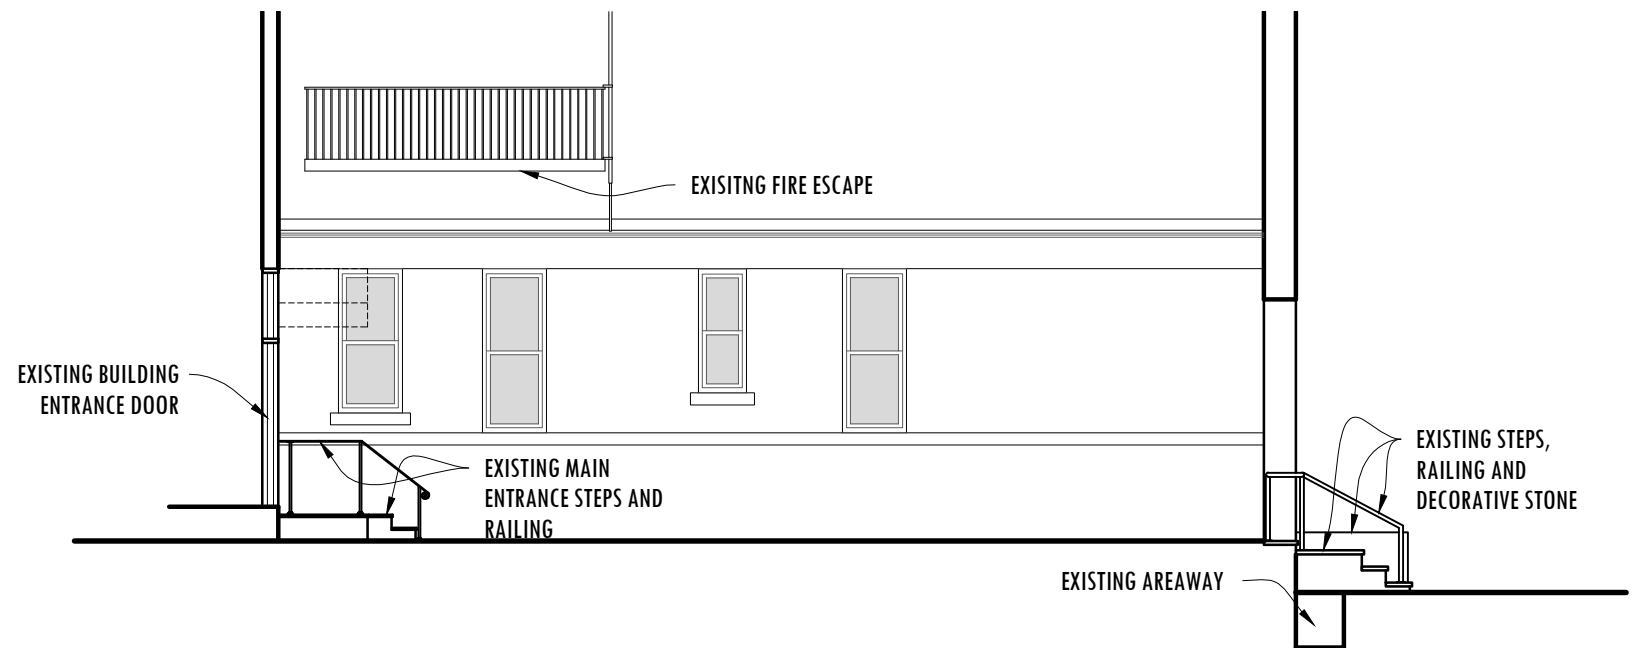 EXISITNG FIRE ESCAPE
EXISTING BUILDING
ENTRANCE DOOR
EXISTING MAIN
ENTRANCE STEPS AND
RAILING
EXISTING STEPS,
RAILING AND
DECORATIVE STONE
EXISTING AREAWAY